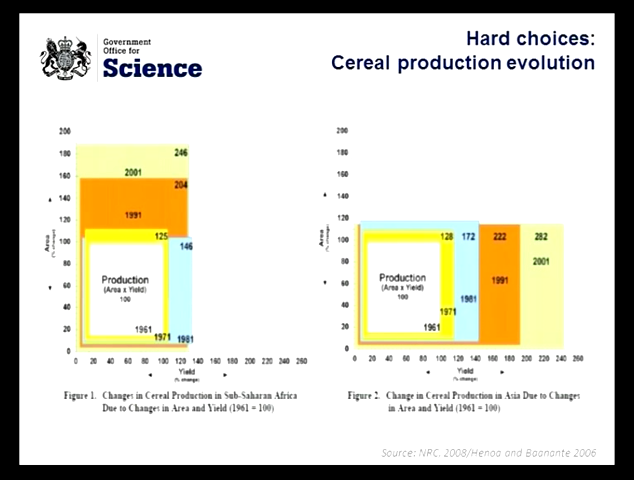 Government
Office for
Science
Hard choices:
Cereal production evolution
200
180
160
140
120
100
80
60
40
20
0
Area
(% change)
246
2001
204
1991
125
146
Production
(Area x Yield)
100
1961
1971
1981
0 20 40 60 80 100 120 140 160 180 200 220 240 260
Yield
(% change)
Figure 1. Changes in Cereal Production in Sub-Saharan Africa
Due to Changes in Area and Yield (1961 = 100)
200
180
160
140
120
100
80
60
40
20
0
Area
(% change)
128 172 222 282
2001
1991
Production
(Area x Yield)
100
1981
1971
1961
0 20 40 60 80 100 120 140 160 180 200 220 240 260
Yield
(% change)
Figure 2. Change in Cereal Production in Asia Due to Changes
in Area and Yield (1961 = 100)
Source: NRC, 2008/Henao and Baanante 2006